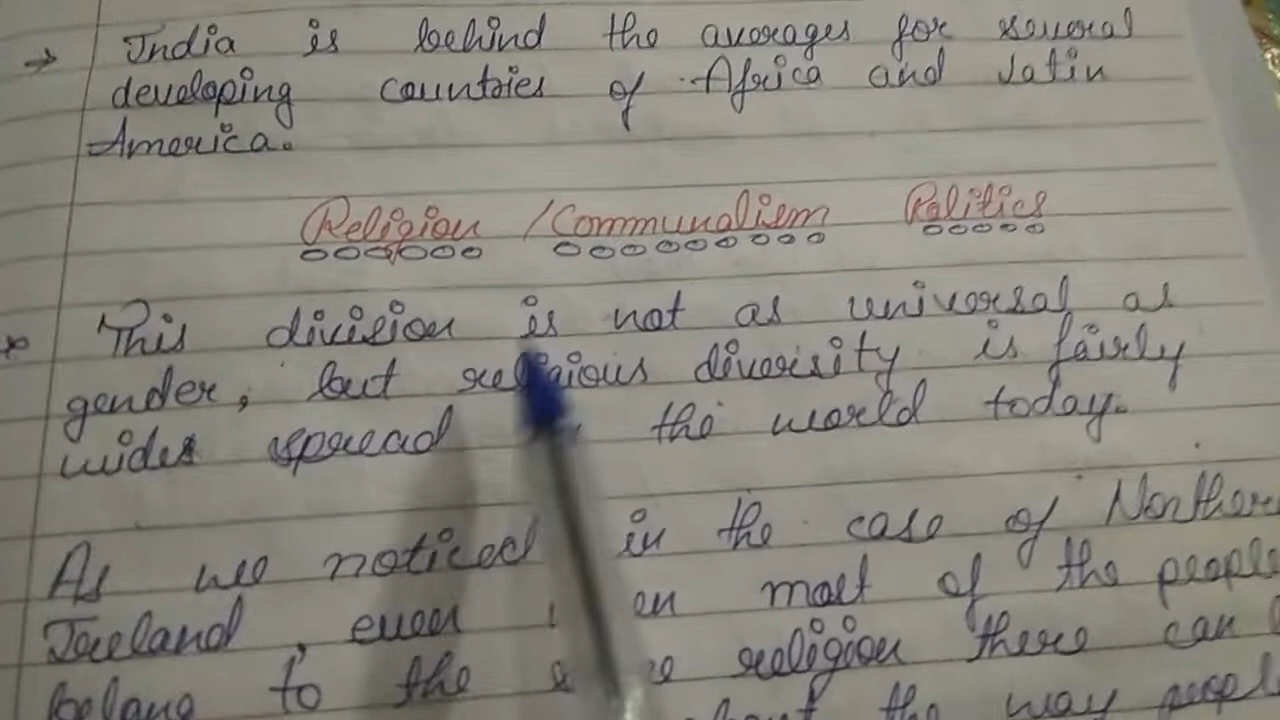 → India is behind the averages for several
developing countries of Africa and Latin
America.
Religion / Communalism Politics
This division is not as universal as
gender, but religious diversity is fairly
wides spread the world today.
As we noticed in the case of
Ireland, even most of the people
belong to the religion there can
the way